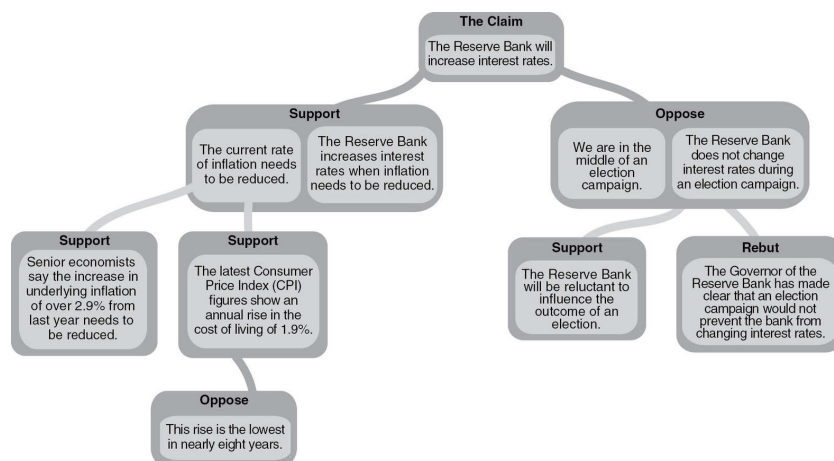 The Claim
The Reserve Bank will
increase interest rates.
Support
The current rate
of inflation needs
to be reduced.
The Reserve Bank
increases interest
rates when inflation
needs to be reduced.
Oppose
We are in the
middle of an
election
campaign.
The Reserve Bank
does not change
interest rates during
an election campaign.
Support
Senior economists
say the increase in
underlying inflation
of over 2.9% from
last year needs to
be reduced.
Support
The latest Consumer
Price Index (CPI)
figures show an
annual rise in the
cost of living of 1.9%.
Support
The Reserve Bank
will be reluctant to
influence the
outcome of an
election.
Rebut
The Governor of the
Reserve Bank has made
clear that an election
campaign would not
prevent the bank from
changing interest rates.
Oppose
This rise is the lowest
in nearly eight years.